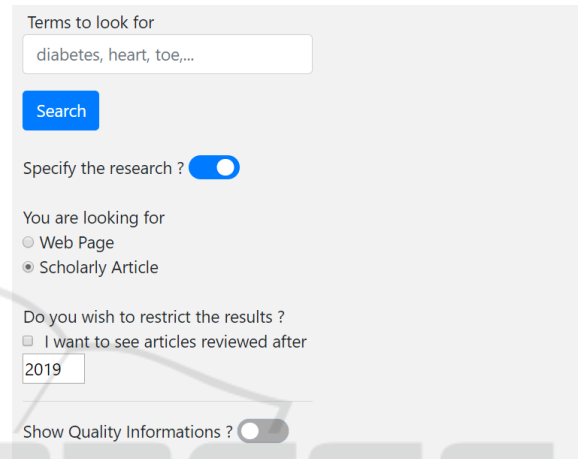 Terms to look for
diabetes, heart, toe,...
Search
Specify the research ?
You are looking for
Web Page
Scholarly Article
Do you wish to restrict the results ?
I want to see articles reviewed after
2019
Show Quality Informations ?